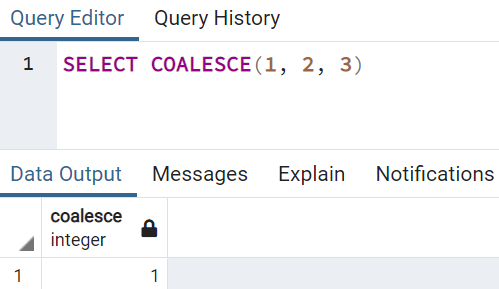 Query Editor Query History
1 SELECT COALESCE(1, 2, 3)
Data Output Messages Explain Notifications
coalesce
integer
1 1